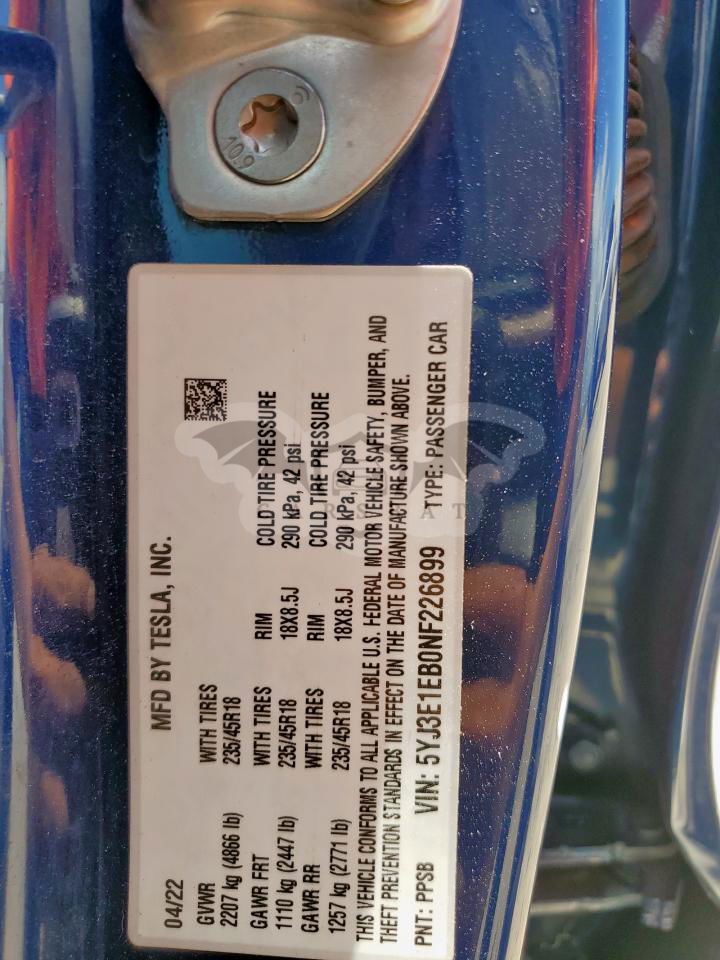 10.9
MFD BY TESLA, INC.
04/22
GVWR WITH TIRES RIM COLD TIRE PRESSURE
2207 kg (4866 lb) 235/45R18 18X8.5J 290 kPa, 42 psi
GAWR FRT WITH TIRES RIM COLD TIRE PRESSURE
1110 kg (2447 lb) 235/45R18 18X8.5J 290 kPa, 42 psi
GAWR RR
1257 kg (2771 lb) 235/45R18
THIS VEHICLE CONFORMS TO ALL APPLICABLE U.S. FEDERAL MOTOR VEHICLE SAFETY, BUMPER, AND
THEFT PREVENTION STANDARDS IN EFFECT ON THE DATE OF MANUFACTURE SHOWN ABOVE.
PNT: PPSB VIN: 5YJ3E1EB0NF226899 TYPE: PASSENGER CAR